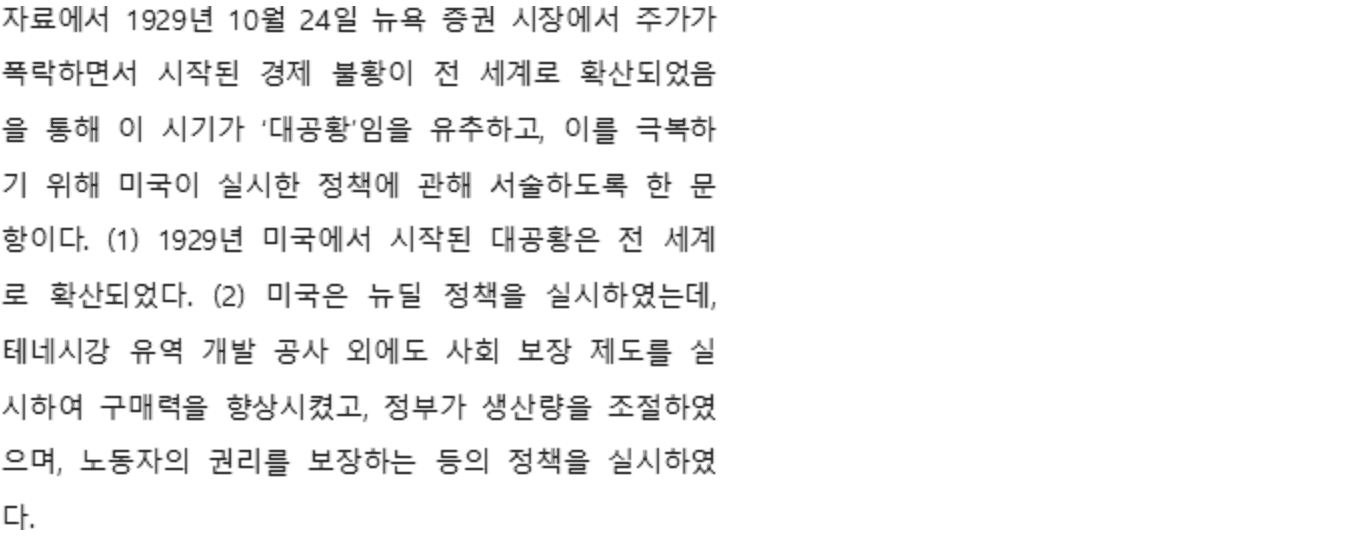 자료에서 1929년 10월 24일 뉴욕 증권 시장에서 주가가
폭락하면서 시작된 경제 불황이 전 세계로 확산되었음
을 통해 이 시기가 ‘대공황’임을 유추하고, 이를 극복하
기 위해 미국이 실시한 정책에 관해 서술하도록 한 문
항이다. (1) 1929년 미국에서 시작된 대공황은 전 세계
로 확산되었다. (2) 미국은 뉴딜 정책을 실시하였는데,
테네시강 유역 개발 공사 외에도 사회 보장 제도를 실
시하여 구매력을 향상시켰고, 정부가 생산량을 조절하였
으며, 노동자의 권리를 보장하는 등의 정책을 실시하였
다.